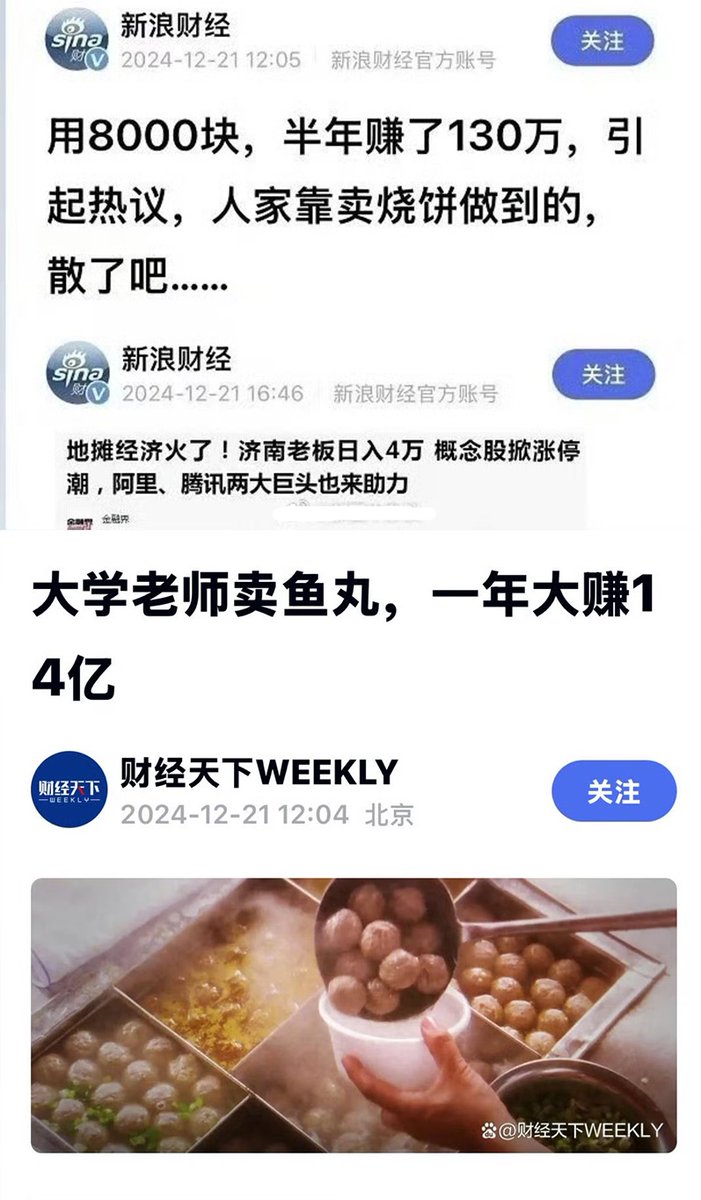 新浪财经
sina
财
V
2024-12-21 12:05
新浪财经官方账号
关注
用8000块，半年赚了130万，引
起热议，人家靠卖烧饼做到的，
散了吧......
新浪财经
sina
财
V
2024-12-21 16:46
新浪财经官方账号
关注
地摊经济火了！济南老板日入4万 概念股掀涨停
潮，阿里、腾讯两大巨头也来助力
金融界
金融界
大学老师卖鱼丸，一年大赚1
4亿
财经天下
WEEKLY
财经天下WEEKLY
2024-12-21 12:04 北京
关注
@财经天下WEEKLY